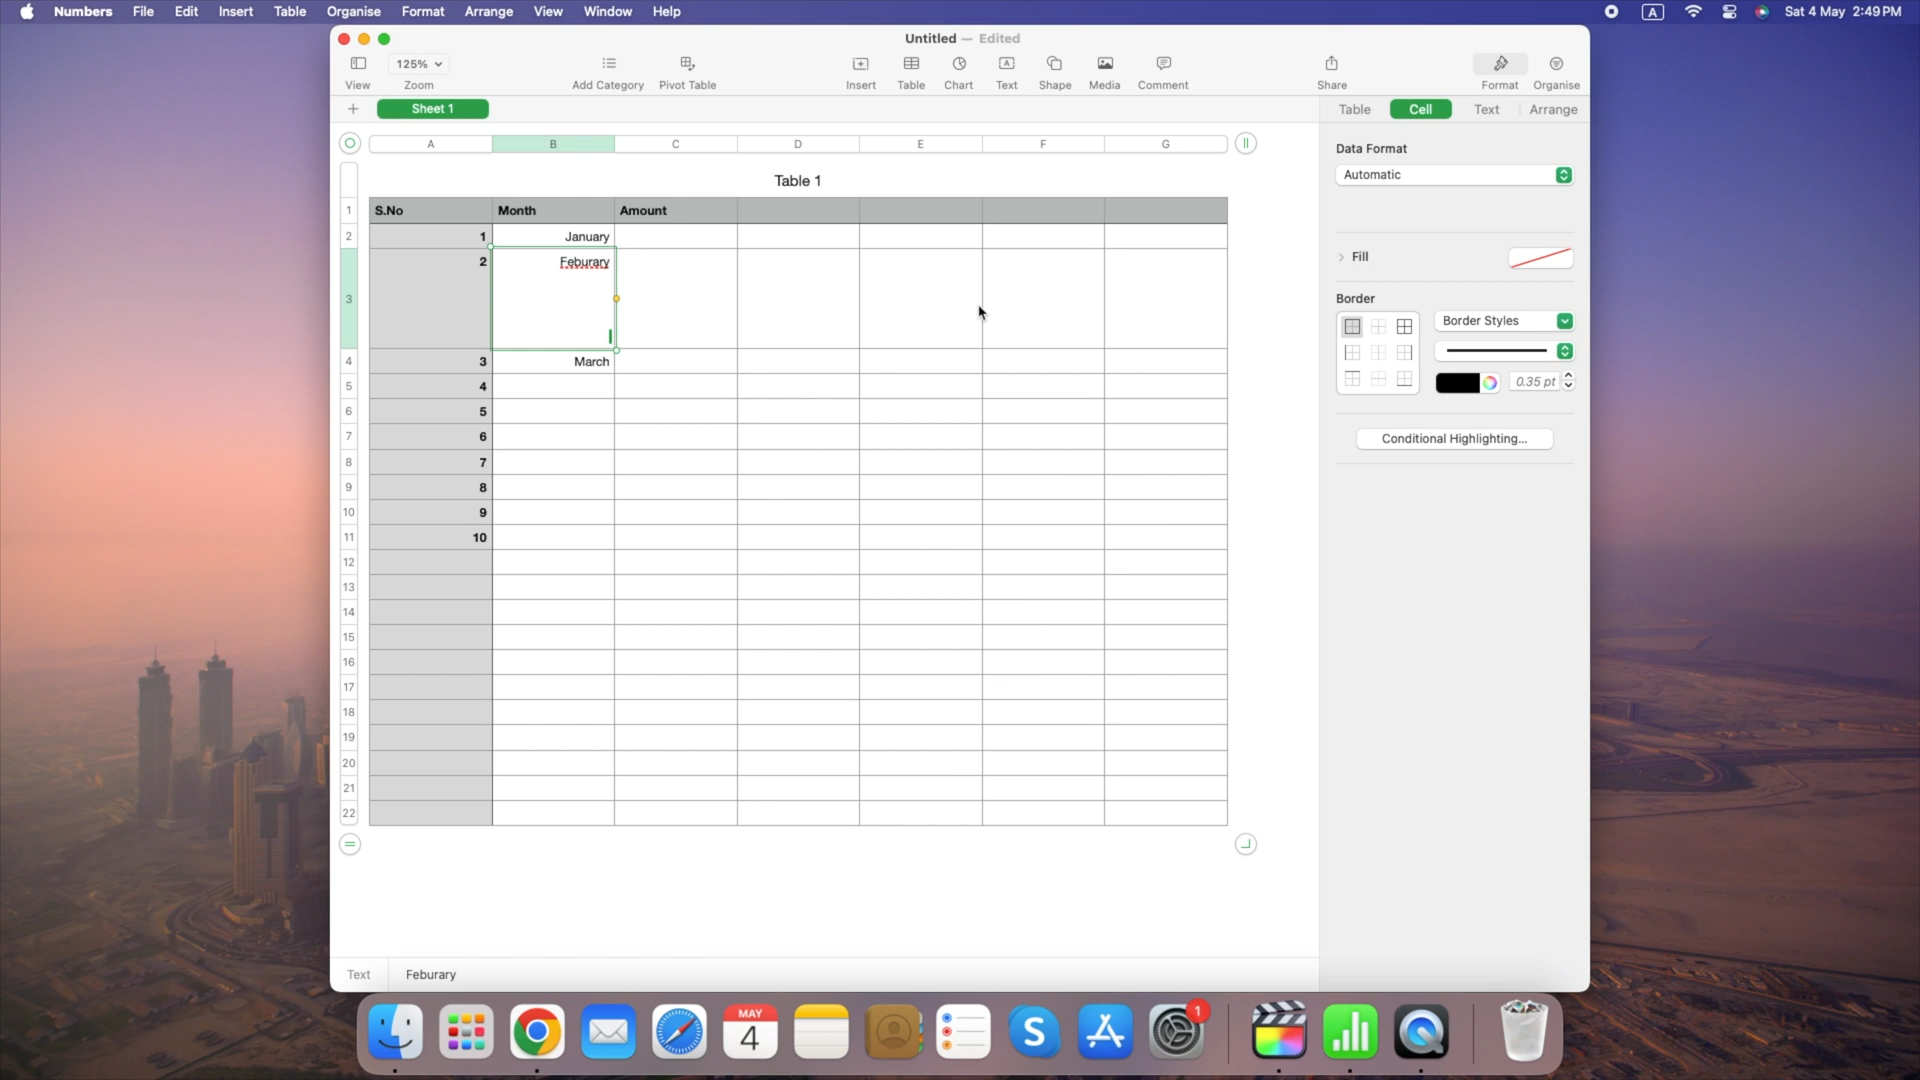 Numbers File Edit Insert Table Organise Format Arrange View Window Help A Sat 4 May 2:49 PM
Untitled — Edited
125%
View Zoom Add Category Pivot Table Insert Table Chart Text Shape Media Comment Share Format Organise
Sheet 1
Table Cell Text Arrange
A B C D E F G
Table 1
1 S.No Month Amount
2 1 January
3 2 Feburary
4 3 March
5 4
6 5
7 6
8 7
9 8
10 9
11 10
12
13
14
15
16
17
18
19
20
21
22
Data Format
Automatic
Fill
Border
Border Styles
0.35 pt
Conditional Highlighting...
Text Feburary
MAY
4
S
1